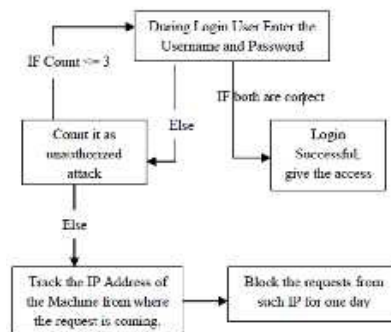 During Login User Enter the
Username and Password
IF Count <= 3
IF both are correct
Else
Count it as
unauthorized
attack
Login
Successful,
give the access
Else
Track the IP Address of
the Machine from where
the request is coming.
Block the requests from
such IP for one day